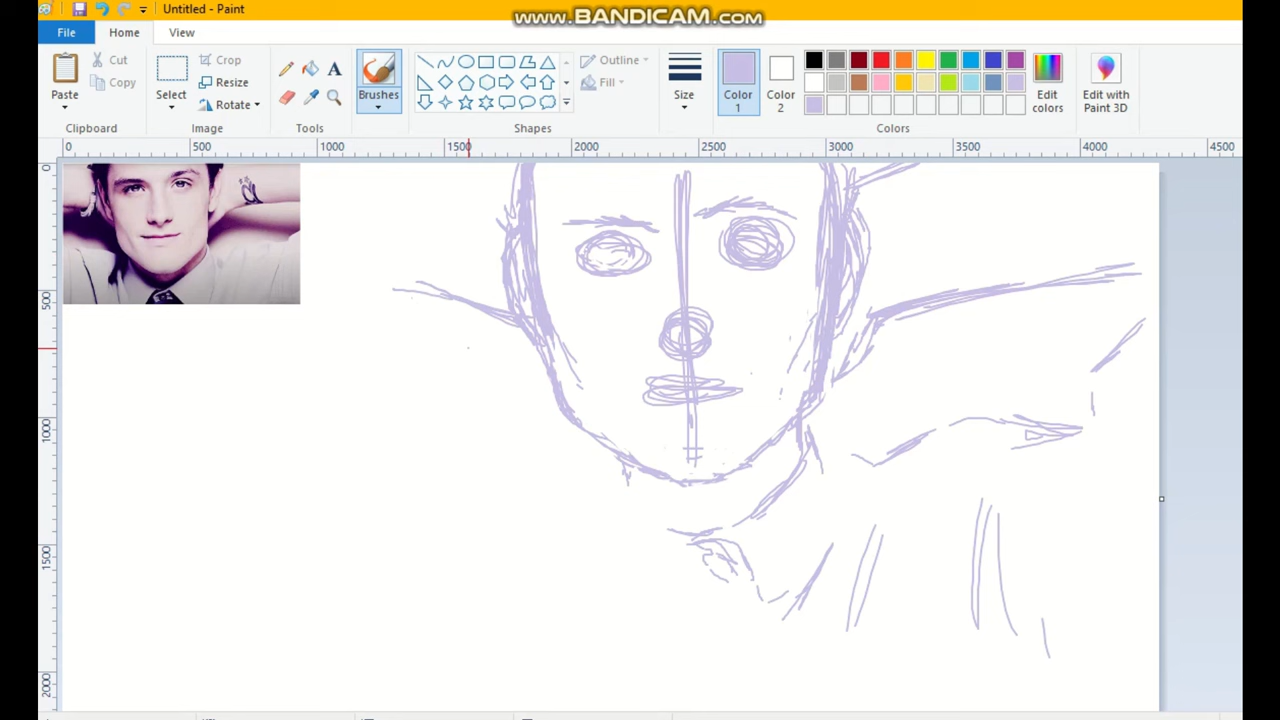 Untitled - Paint
www.BANDICAM.com
File Home View
Paste
Cut
Copy
Clipboard
Select
Crop
Resize
Rotate
Image
A
Tools
Brushes
Outline
Fill
Shapes
Size
Color
1
Color
2
Edit
colors
Colors
Edit with
Paint 3D
0 500 1000 1500 2000 2500 3000 3500 4000 4500
0
500
1000
1500
2000